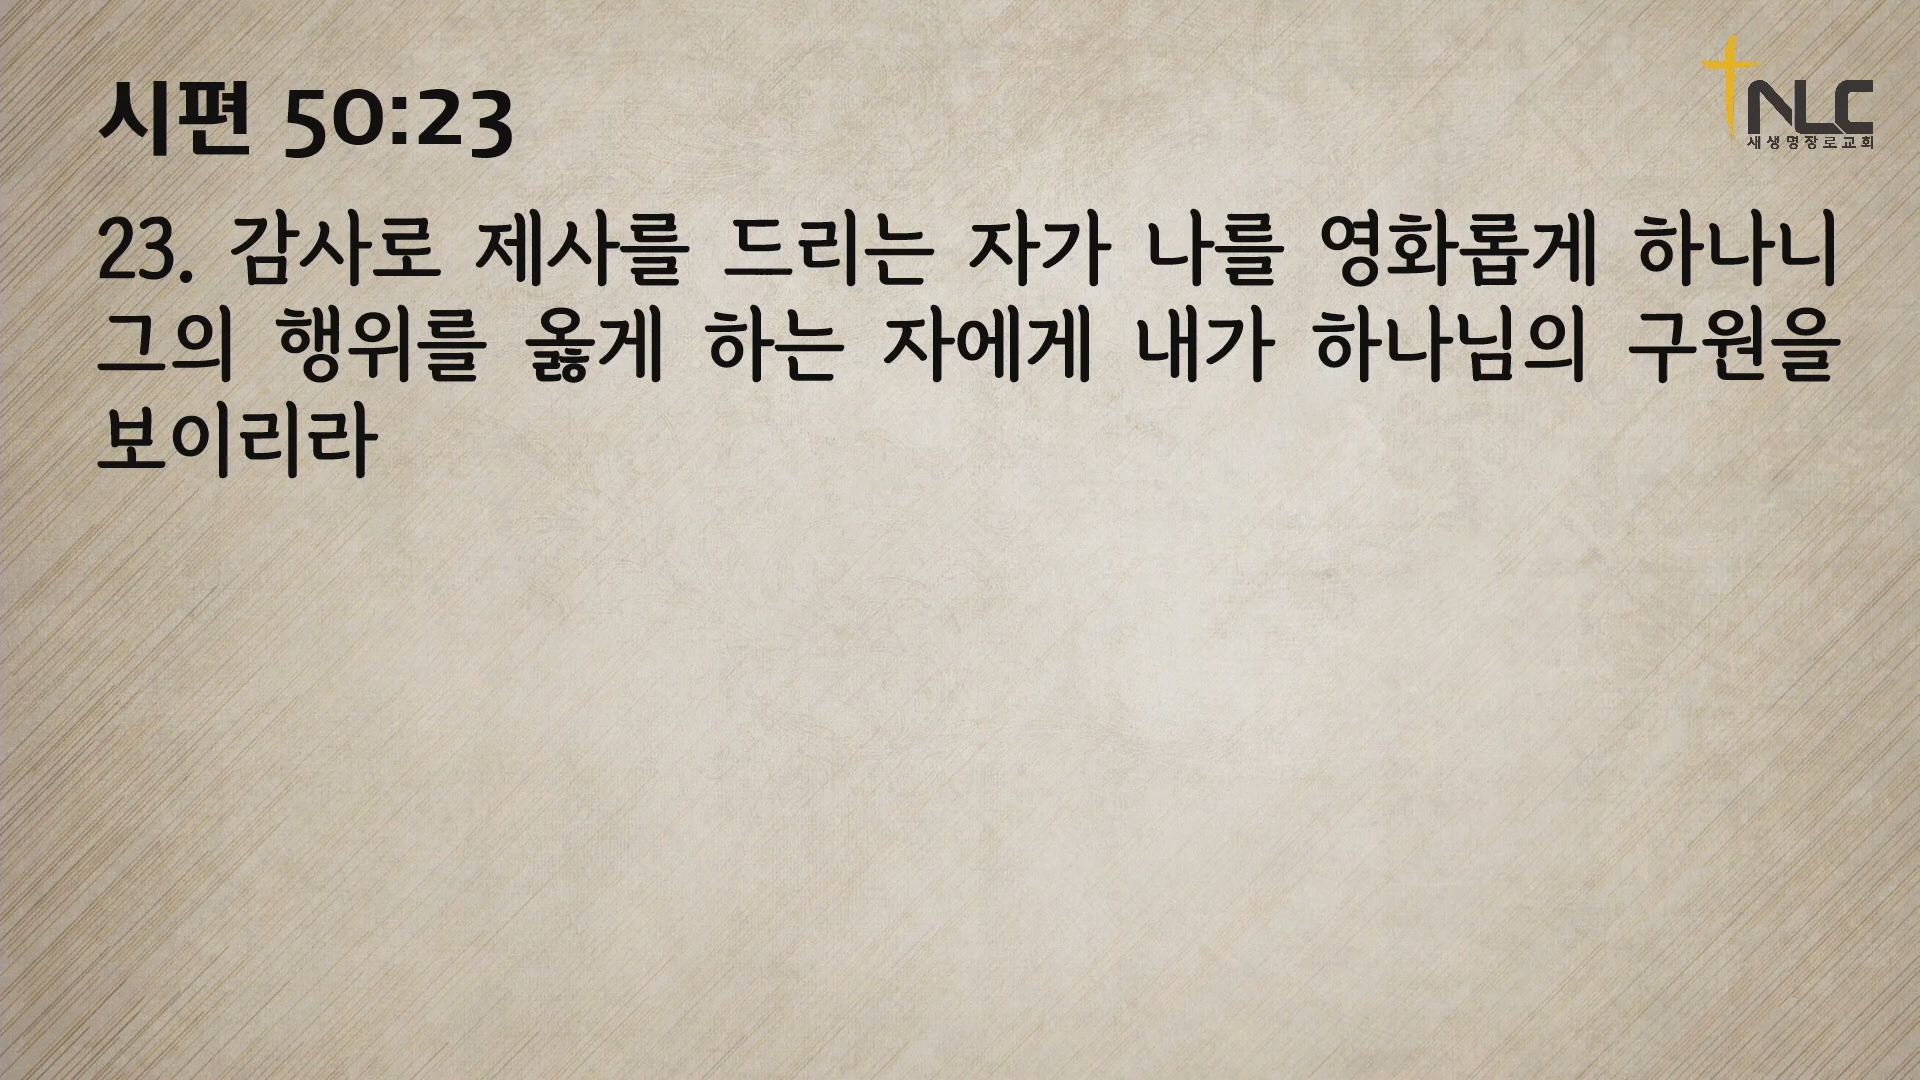 시편 50:23
NLC
새생명장로교회
23. 감사로 제사를 드리는 자가 나를 영화롭게 하나니
그의 행위를 옳게 하는 자에게 내가 하나님의 구원을
보이리라